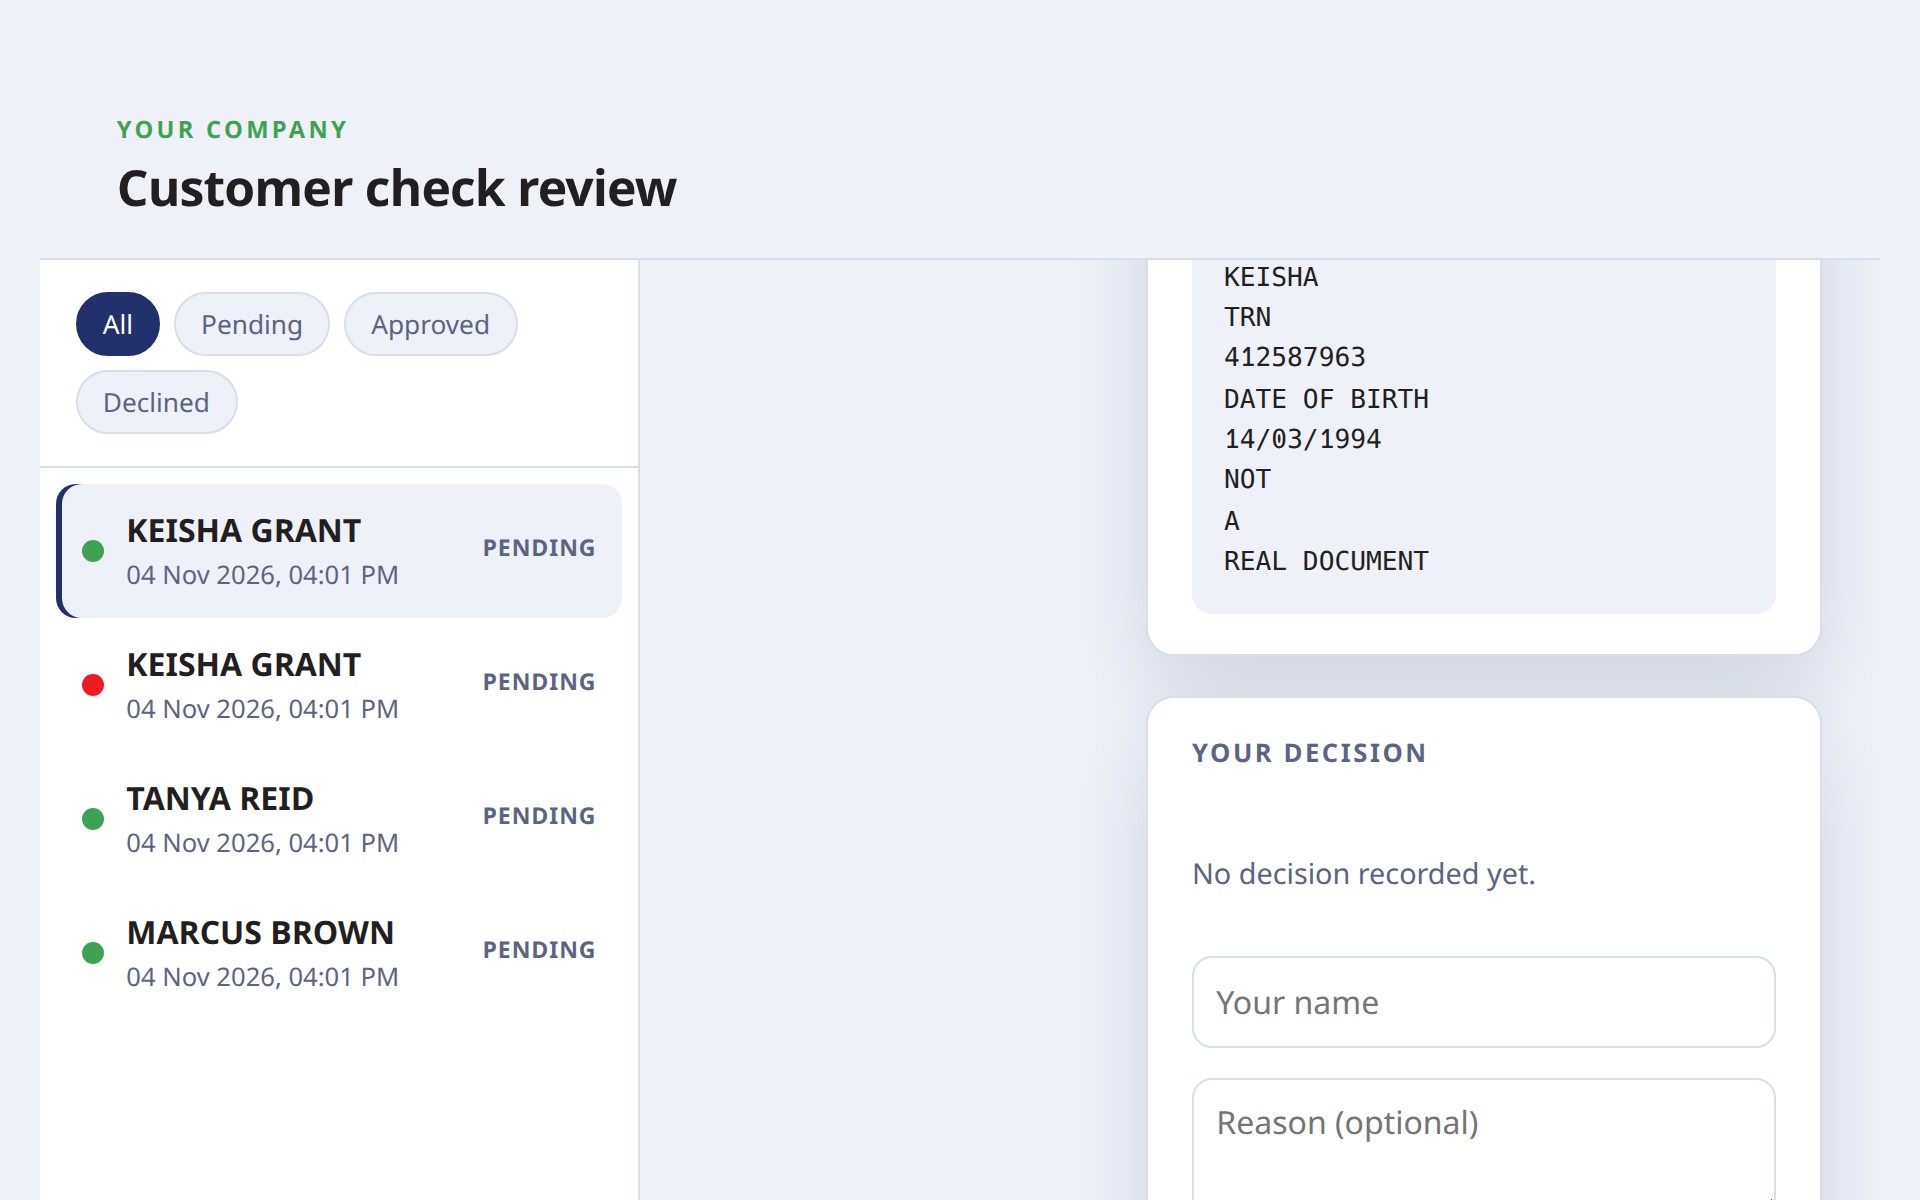 YOUR COMPANY
Customer check review
All
Pending
Approved
Declined
KEISHA GRANT
04 Nov 2026, 04:01 PM
PENDING
KEISHA GRANT
04 Nov 2026, 04:01 PM
PENDING
TANYA REID
04 Nov 2026, 04:01 PM
PENDING
MARCUS BROWN
04 Nov 2026, 04:01 PM
PENDING
KEISHA
TRN
412587963
DATE OF BIRTH
14/03/1994
NOT
A
REAL DOCUMENT
YOUR DECISION
No decision recorded yet.
Your name
Reason (optional)